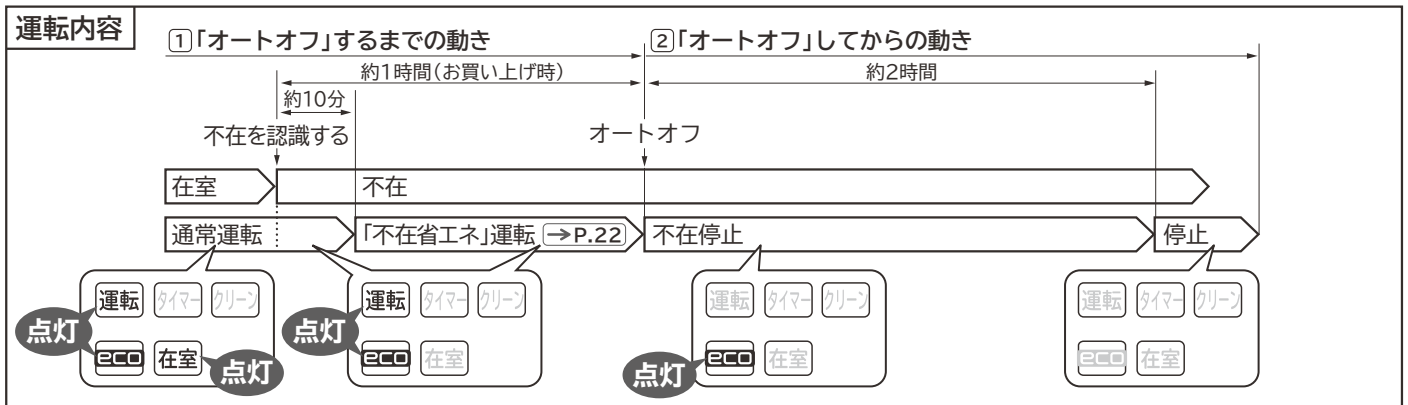 運転内容
1「オートオフ」するまでの動き 2「オートオフ」してからの動き
約1時間(お買い上げ時) 約2時間
約10分
不在を認識する オートオフ
在室 不在
通常運転 「不在省エネ」運転 →P.22 不在停止 停止
運転 タイマー クリーン 運転 タイマー クリーン 運転 タイマー クリーン 運転 タイマー クリーン
点灯 点灯
eco 在室 点灯 eco 在室 点灯 eco 在室 eco 在室